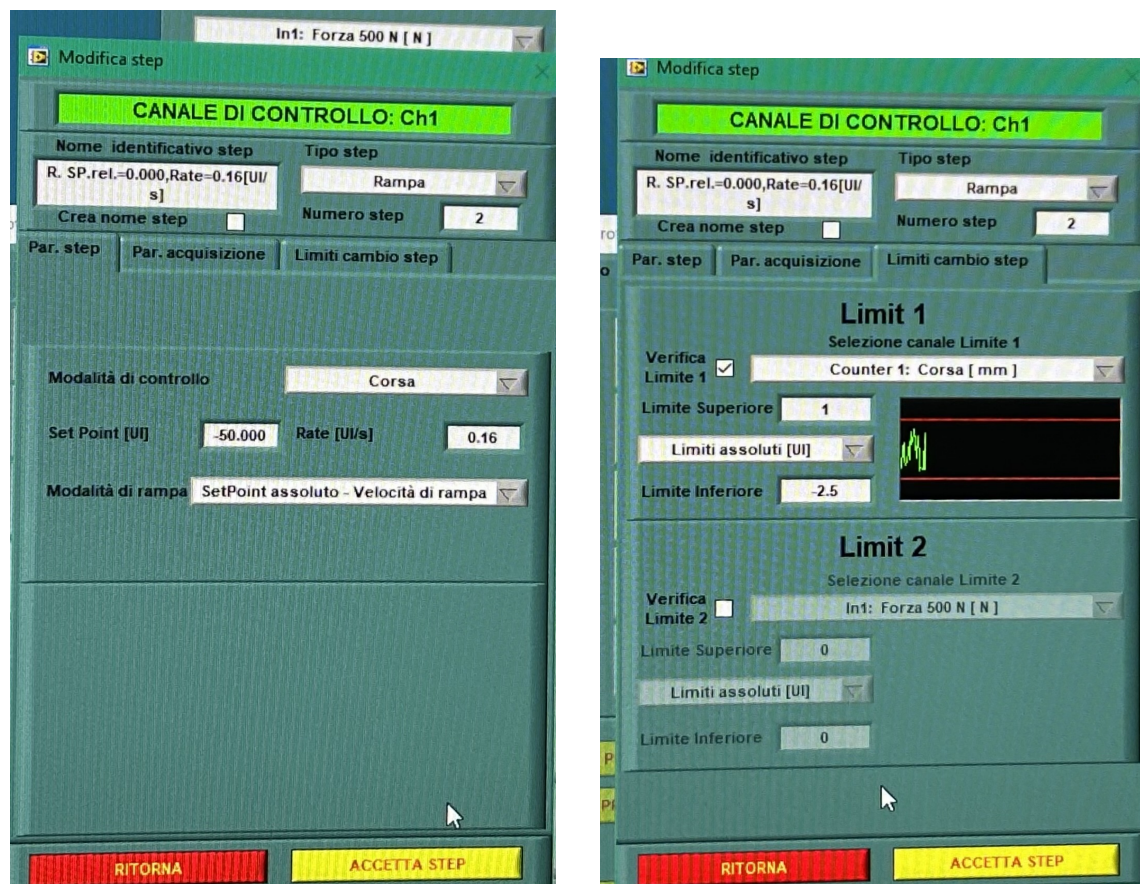 In1: Forza 500 N [ N ]
Modifica step
CANALE DI CONTROLLO: Ch1
Nome identificativo step
Tipo step
R. SP.rel.=0.000,Rate=0.16[UI/
s]
Rampa
Crea nome step
Numero step
2
Par. step
Par. acquisizione
Limiti cambio step
Modalità di controllo
Corsa
Set Point [UI]
-50.000
Rate [UI/s]
0.16
Modalità di rampa
SetPoint assoluto - Velocità di rampa
RITORNA
ACCETTA STEP
Modifica step
CANALE DI CONTROLLO: Ch1
Nome identificativo step
Tipo step
R. SP.rel.=0.000,Rate=0.16[UI/
s]
Rampa
Crea nome step
Numero step
2
Par. step
Par. acquisizione
Limiti cambio step
Limit 1
Selezione canale Limite 1
Verifica
Limite 1
Counter 1: Corsa [ mm ]
Limite Superiore
1
Limiti assoluti [UI]
Limite Inferiore
-2.5
Limit 2
Selezione canale Limite 2
Verifica
Limite 2
In1: Forza 500 N [ N ]
Limite Superiore
0
Limiti assoluti [UI]
Limite Inferiore
0
RITORNA
ACCETTA STEP